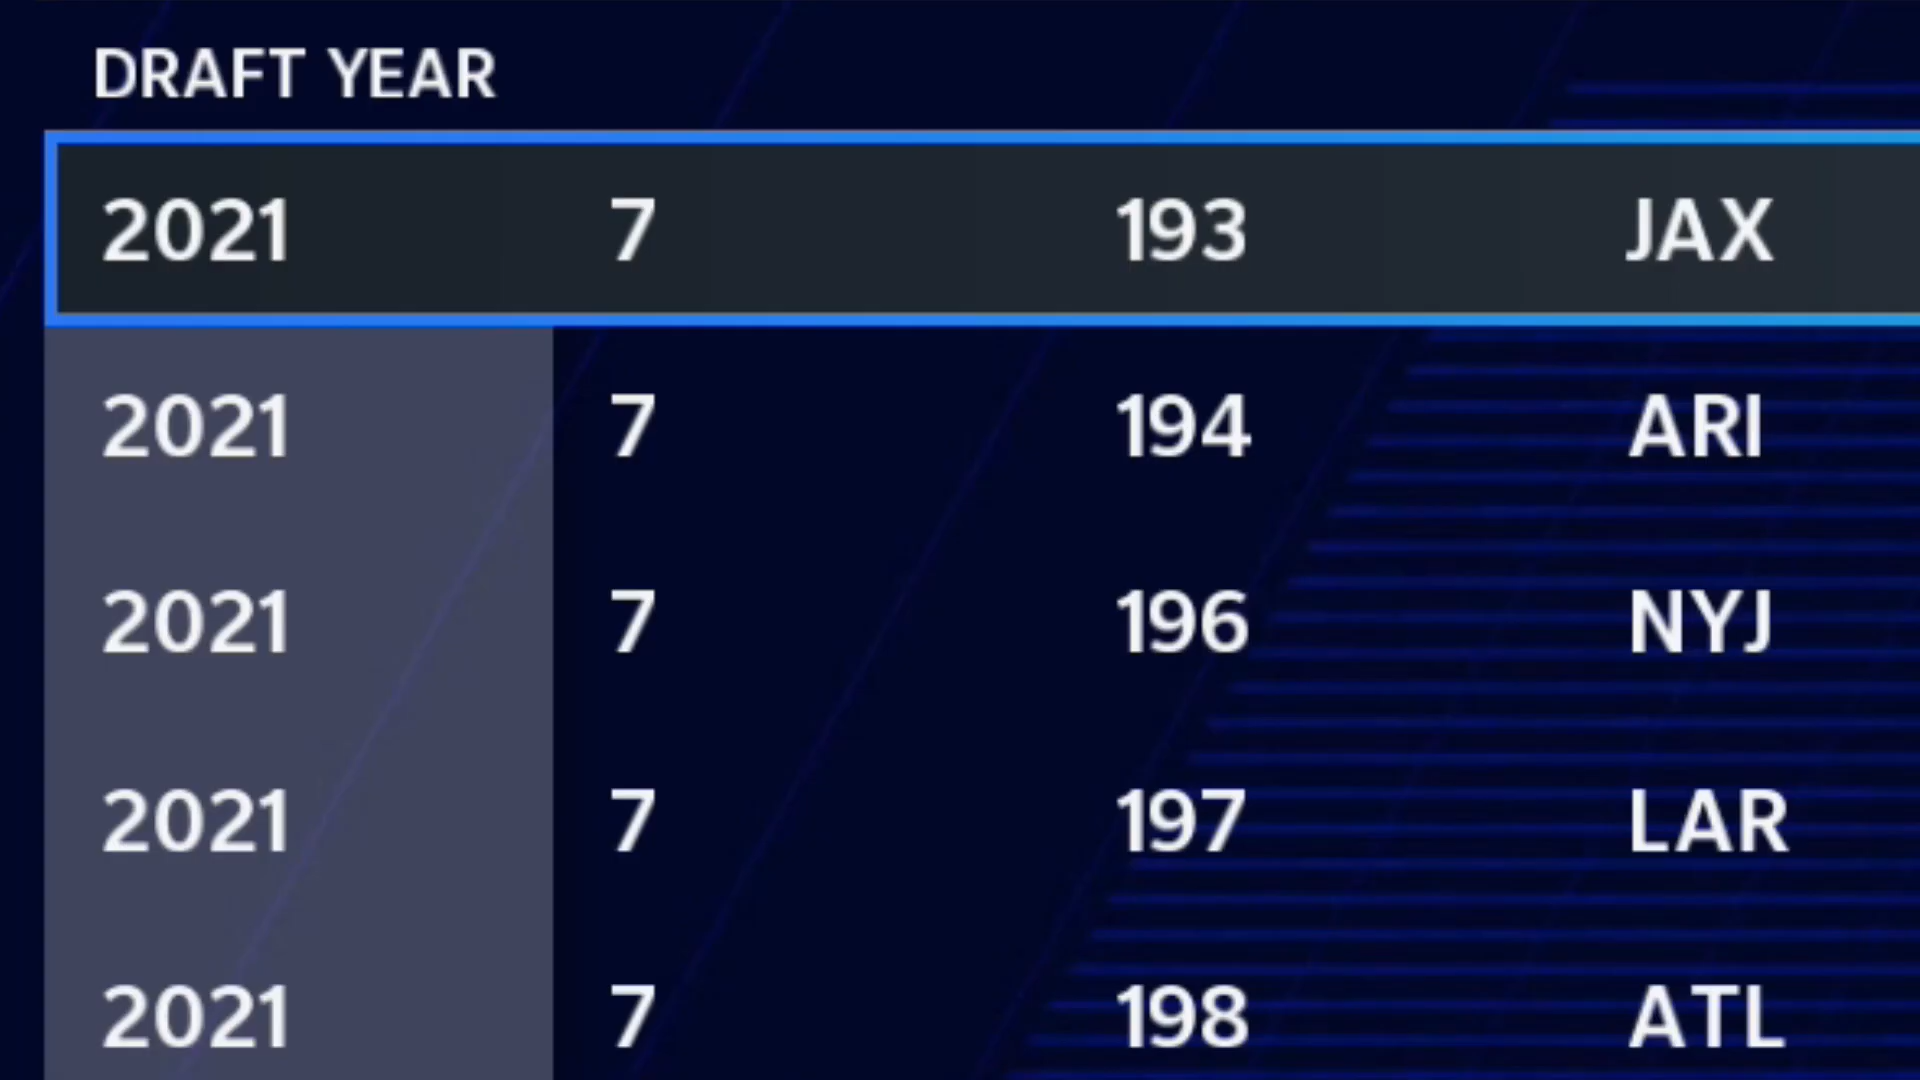 DRAFT YEAR
2021 7 193 JAX
2021 7 194 ARI
2021 7 196 NYJ
2021 7 197 LAR
2021 7 198 ATL